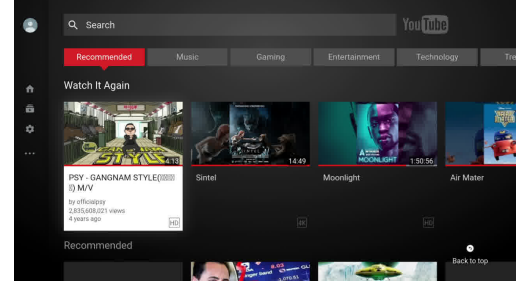 Search
YouTube
Recommended
Music
Gaming
Entertainment
Technology
Tre
Watch It Again
4:13
14:49
MOONLIGHT
1:50:56
PSY - GANGNAM STYLE(
) M/V
by officialpsy
2,835,608,021 views
4 years ago
HD
Sintel
4K
Moonlight
HD
Air Mater
Recommended
Back to top